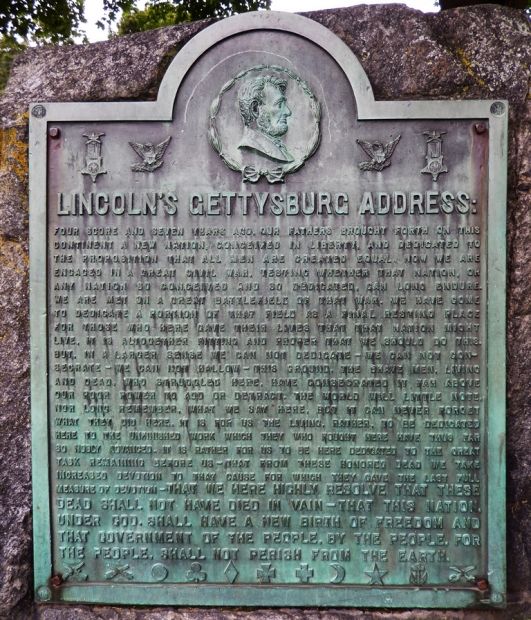 LINCOLN'S GETTYSBURG ADDRESS:
FOUR SCORE AND SEVEN YEARS AGO, OUR FATHERS BROUGHT FORTH ON THIS
CONTINENT A NEW NATION, CONCEIVED IN LIBERTY, AND DEDICATED TO
THE PROPOSITION THAT ALL MEN ARE CREATED EQUAL. NOW WE ARE
ENGAGED IN A GREAT CIVIL WAR, TESTING WHETHER THAT NATION, OR
ANY NATION SO CONCEIVED AND SO DEDICATED, CAN LONG ENDURE.
WE ARE MET ON A GREAT BATTLEFIELD OF THAT WAR. WE HAVE COME
TO DEDICATE A PORTION OF THAT FIELD AS A FINAL RESTING PLACE
FOR THOSE WHO HERE GAVE THEIR LIVES THAT THAT NATION MIGHT
LIVE. IT IS ALTOGETHER FITTING AND PROPER THAT WE SHOULD DO THIS.
BUT, IN A LARGER SENSE WE CAN NOT DEDICATE – WE CAN NOT CON-
SECRATE – WE CAN NOT HALLOW – THIS GROUND. THE BRAVE MEN, LIVING
AND DEAD, WHO STRUGGLED HERE, HAVE CONSECRATED IT FAR ABOVE
OUR POOR POWER TO ADD OR DETRACT. THE WORLD WILL LITTLE NOTE,
NOR LONG REMEMBER, WHAT WE SAY HERE, BUT IT CAN NEVER FORGET
WHAT THEY DID HERE. IT IS FOR US THE LIVING, RATHER, TO BE DEDICATED
HERE TO THE UNFINISHED WORK WHICH THEY WHO FOUGHT HERE HAVE THUS FAR
SO NOBLY ADVANCED. IT IS RATHER FOR US TO BE HERE DEDICATED TO THE GREAT
TASK REMAINING BEFORE US – THAT FROM THESE HONORED DEAD WE TAKE
INCREASED DEVOTION TO THAT CAUSE FOR WHICH THEY GAVE THE LAST FULL
MEASURE OF DEVOTION – THAT WE HERE HIGHLY RESOLVE THAT THESE
DEAD SHALL NOT HAVE DIED IN VAIN – THAT THIS NATION,
UNDER GOD, SHALL HAVE A NEW BIRTH OF FREEDOM AND
THAT GOVERNMENT OF THE PEOPLE, BY THE PEOPLE, FOR
THE PEOPLE, SHALL NOT PERISH FROM THE EARTH.